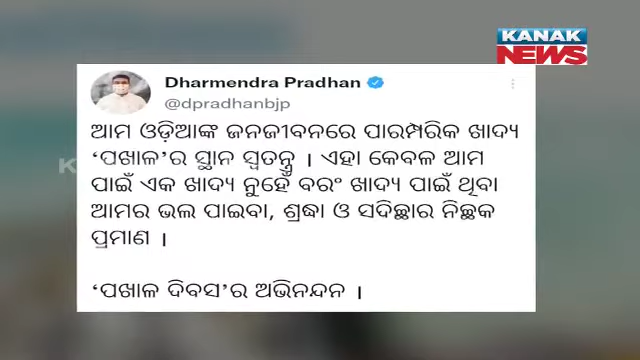 KANAK
NEWS
Dharmendra Pradhan
@dpradhanbjp
ଆମ ଓଡ଼ିଆଙ୍କ ଜନଜୀବନରେ ପାରମ୍ପରିକ ଖାଦ୍ୟ
‘ପଖାଳ’ର ସ୍ଥାନ ସ୍ୱତନ୍ତ୍ର । ଏହା କେବଳ ଆମ
ପାଇଁ ଏକ ଖାଦ୍ୟ ନୁହେଁ ବରଂ ଖାଦ୍ୟ ପାଇଁ ଥିବା
ଆମର ଭଲ ପାଇବା, ଶ୍ରଦ୍ଧା ଓ ସଦିଚ୍ଛାର ନିଚ୍ଛକ
ପ୍ରମାଣ ।
‘ପଖାଳ ଦିବସ’ର ଅଭିନନ୍ଦନ ।